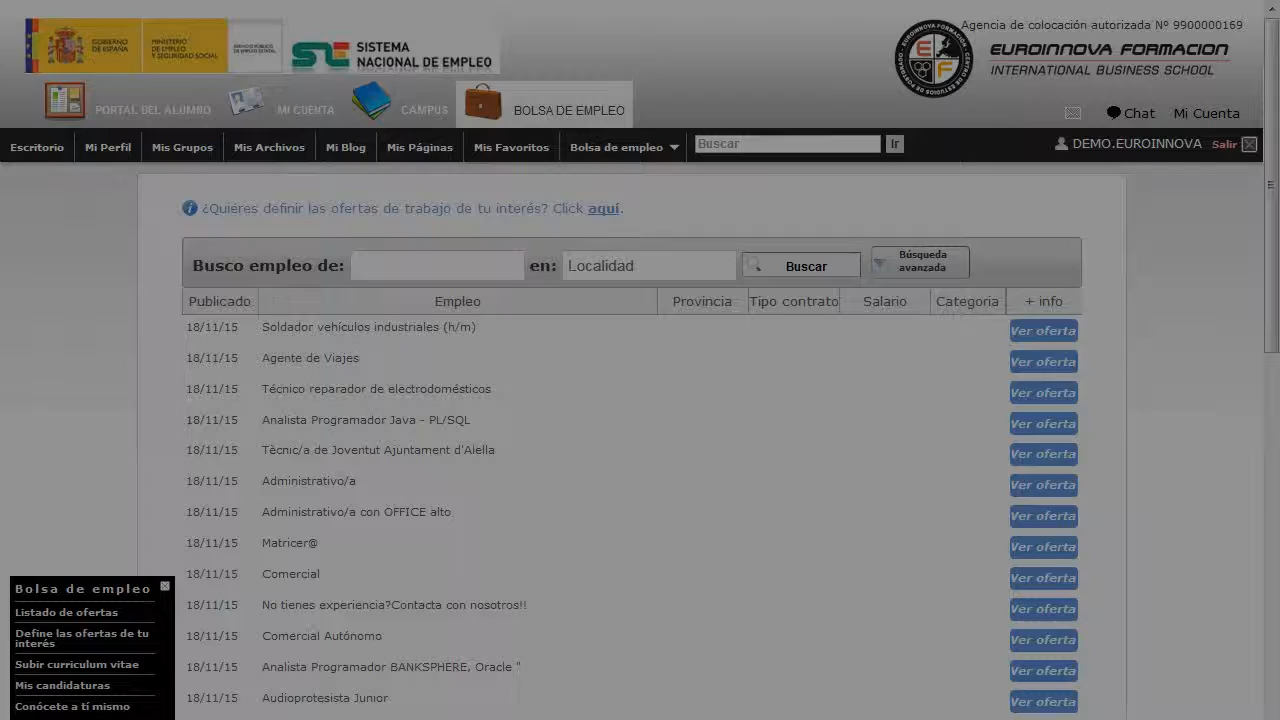 GOBIERNO DE ESPAÑA
MINISTERIO DE EMPLEO Y SEGURIDAD SOCIAL
SERVICIO PÚBLICO DE EMPLEO ESTATAL
SISTEMA NACIONAL DE EMPLEO
Agencia de colocación autorizada Nº 9900000169
EUROINNOVA FORMACION
INTERNATIONAL BUSINESS SCHOOL
PORTAL DEL ALUMNO MI CUENTA CAMPUS BOLSA DE EMPLEO
Chat Mi Cuenta
Escritorio Mi Perfil Mis Grupos Mis Archivos Mi Blog Mis Páginas Mis Favoritos Bolsa de empleo Buscar Ir DEMO.EUROINNOVA Salir
¿Quiéres definir las ofertas de trabajo de tu interés? Click aquí.
Busco empleo de: en: Localidad Buscar Búsqueda avanzada
Publicado Empleo Provincia Tipo contrato Salario Categoria + info
18/11/15 Soldador vehículos industriales (h/m) Ver oferta
18/11/15 Agente de Viajes Ver oferta
18/11/15 Técnico reparador de electrodomésticos Ver oferta
18/11/15 Analista Programador Java - PL/SQL Ver oferta
18/11/15 Tècnic/a de Joventut Ajuntament d'Alella Ver oferta
18/11/15 Administrativo/a Ver oferta
18/11/15 Administrativo/a con OFFICE alto Ver oferta
18/11/15 Matricer@ Ver oferta
18/11/15 Comercial Ver oferta
18/11/15 No tienes experiencia?Contacta con nosotros!! Ver oferta
18/11/15 Comercial Autónomo Ver oferta
18/11/15 Analista Programador BANKSPHERE, Oracle " Ver oferta
18/11/15 Audioprotesista Junior Ver oferta
Bolsa de empleo
Listado de ofertas
Define las ofertas de tu
interés
Subir curriculum vitae
Mis candidaturas
Conócete a tí mismo